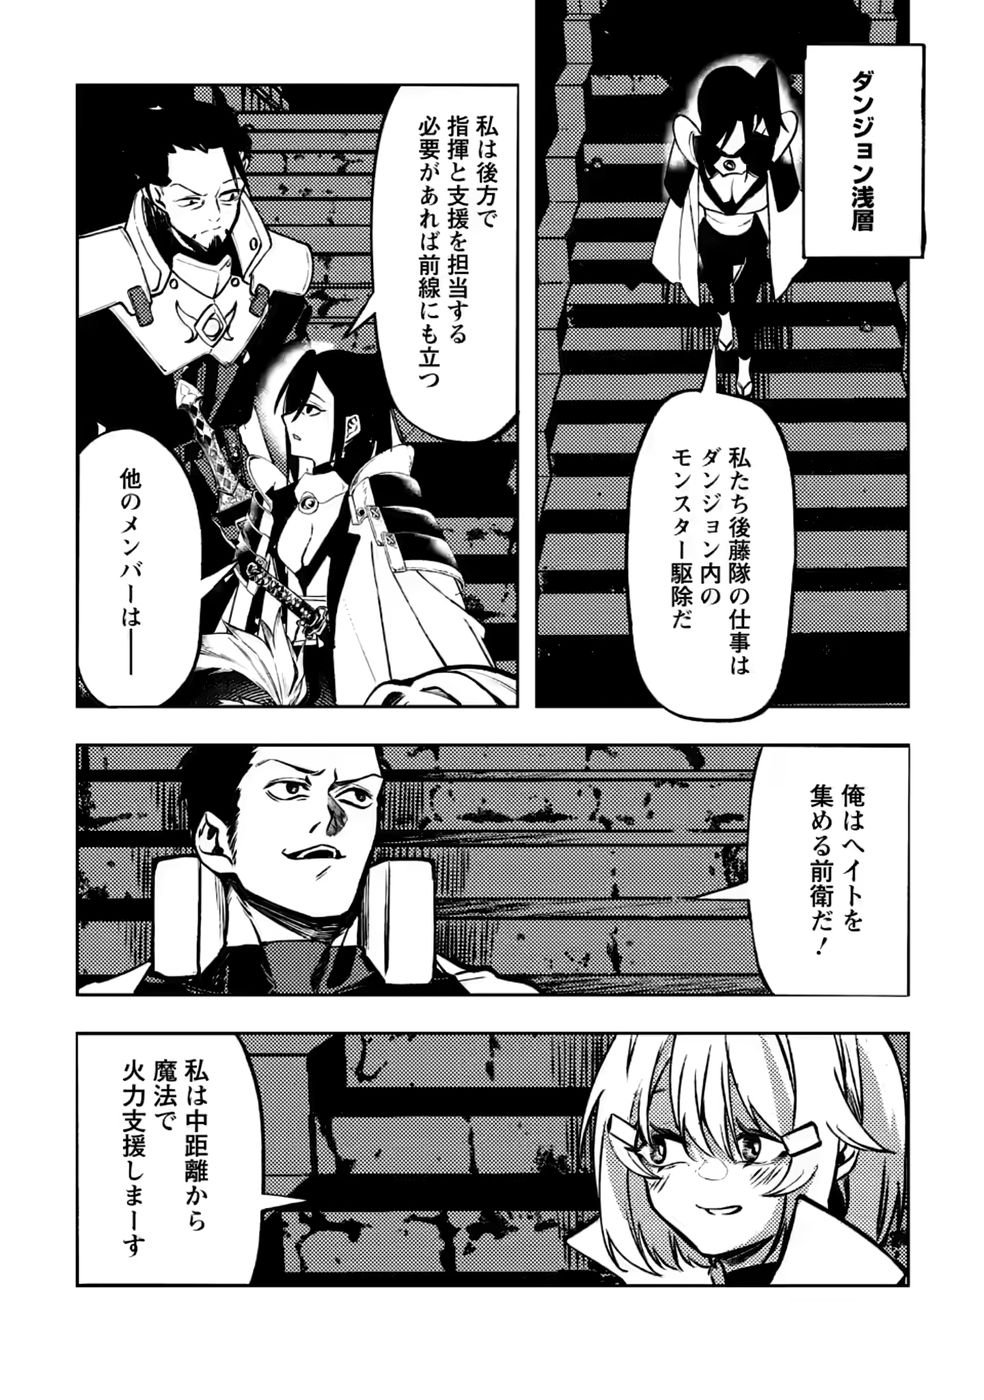 ダンジョン浅層
私たち後藤隊の仕事は
ダンジョン内の
モンスター駆除だ
私は後方で
指揮と支援を担当する
必要があれば前線にも立つ
他のメンバーは──
俺はヘイトを
集める前衛だ！
私は中距離から
魔法で
火力支援しまーす